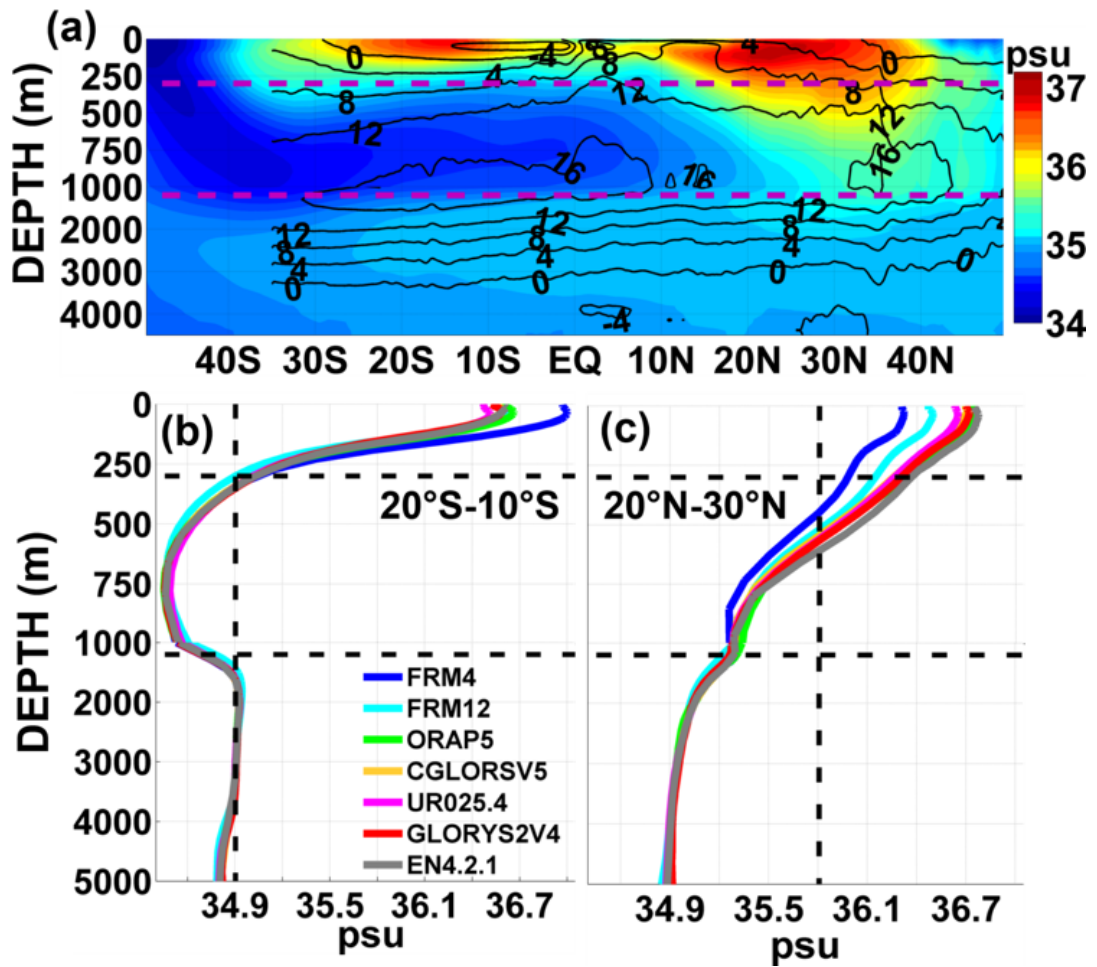 (a)
psu
DEPTH (m)
0
250
500
750
1000
2000
3000
4000
0
4
8
12
-4
8
8
12
16
4
0
8
12
16
16
12
8
4
0
12
8
4
0
-4
12
8
4
0
0
37
36
35
34
40S 30S 20S 10S EQ 10N 20N 30N 40N
(b)
(c)
DEPTH (m)
0
250
500
750
1000
2000
3000
4000
5000
20°S-10°S
20°N-30°N
FRM4
FRM12
ORAP5
CGLORSV5
UR025.4
GLORYS2V4
EN4.2.1
34.9 35.5 36.1 36.7
34.9 35.5 36.1 36.7
psu
psu